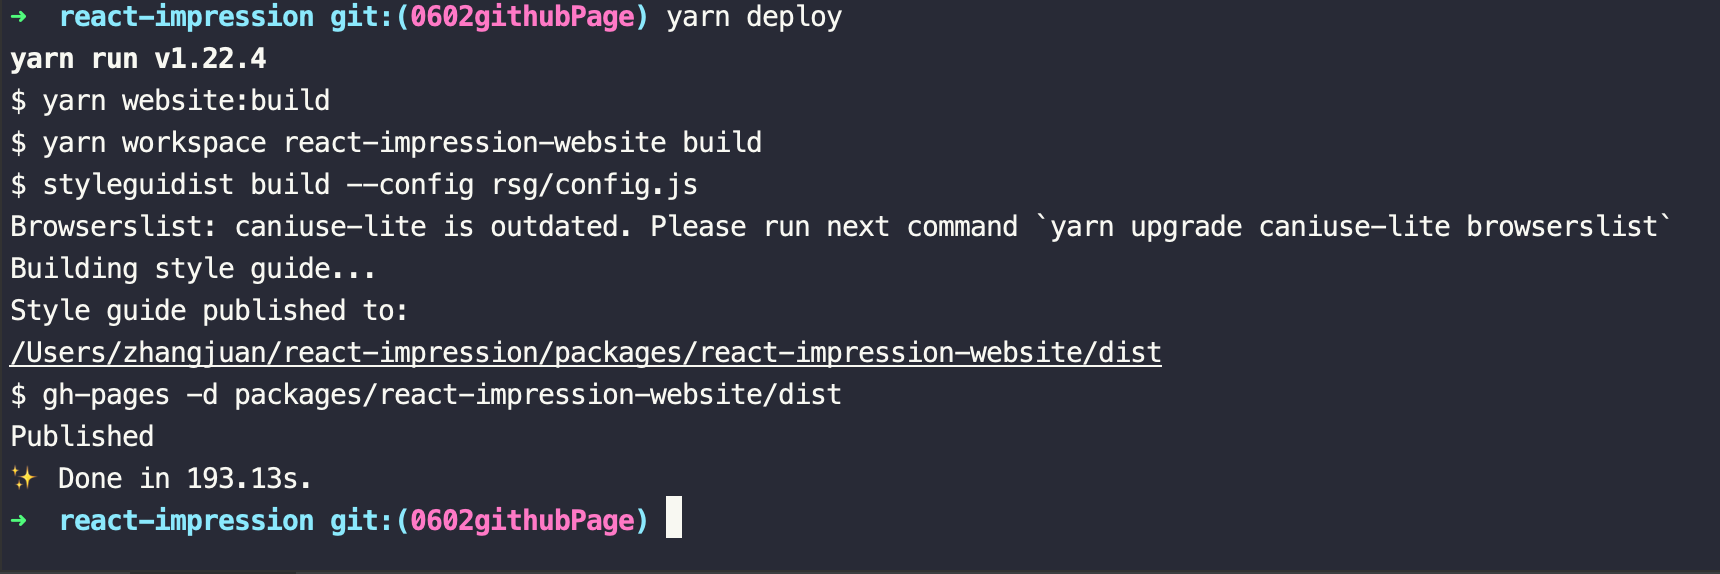 → react-impression git:(0602githubPage) yarn deploy
yarn run v1.22.4
$ yarn website:build
$ yarn workspace react-impression-website build
$ styleguidist build --config rsg/config.js
Browserslist: caniuse-lite is outdated. Please run next command `yarn upgrade caniuse-lite browserslist`
Building style guide...
Style guide published to:
/Users/zhangjuan/react-impression/packages/react-impression-website/dist
$ gh-pages -d packages/react-impression-website/dist
Published
✨ Done in 193.13s.
→ react-impression git:(0602githubPage)